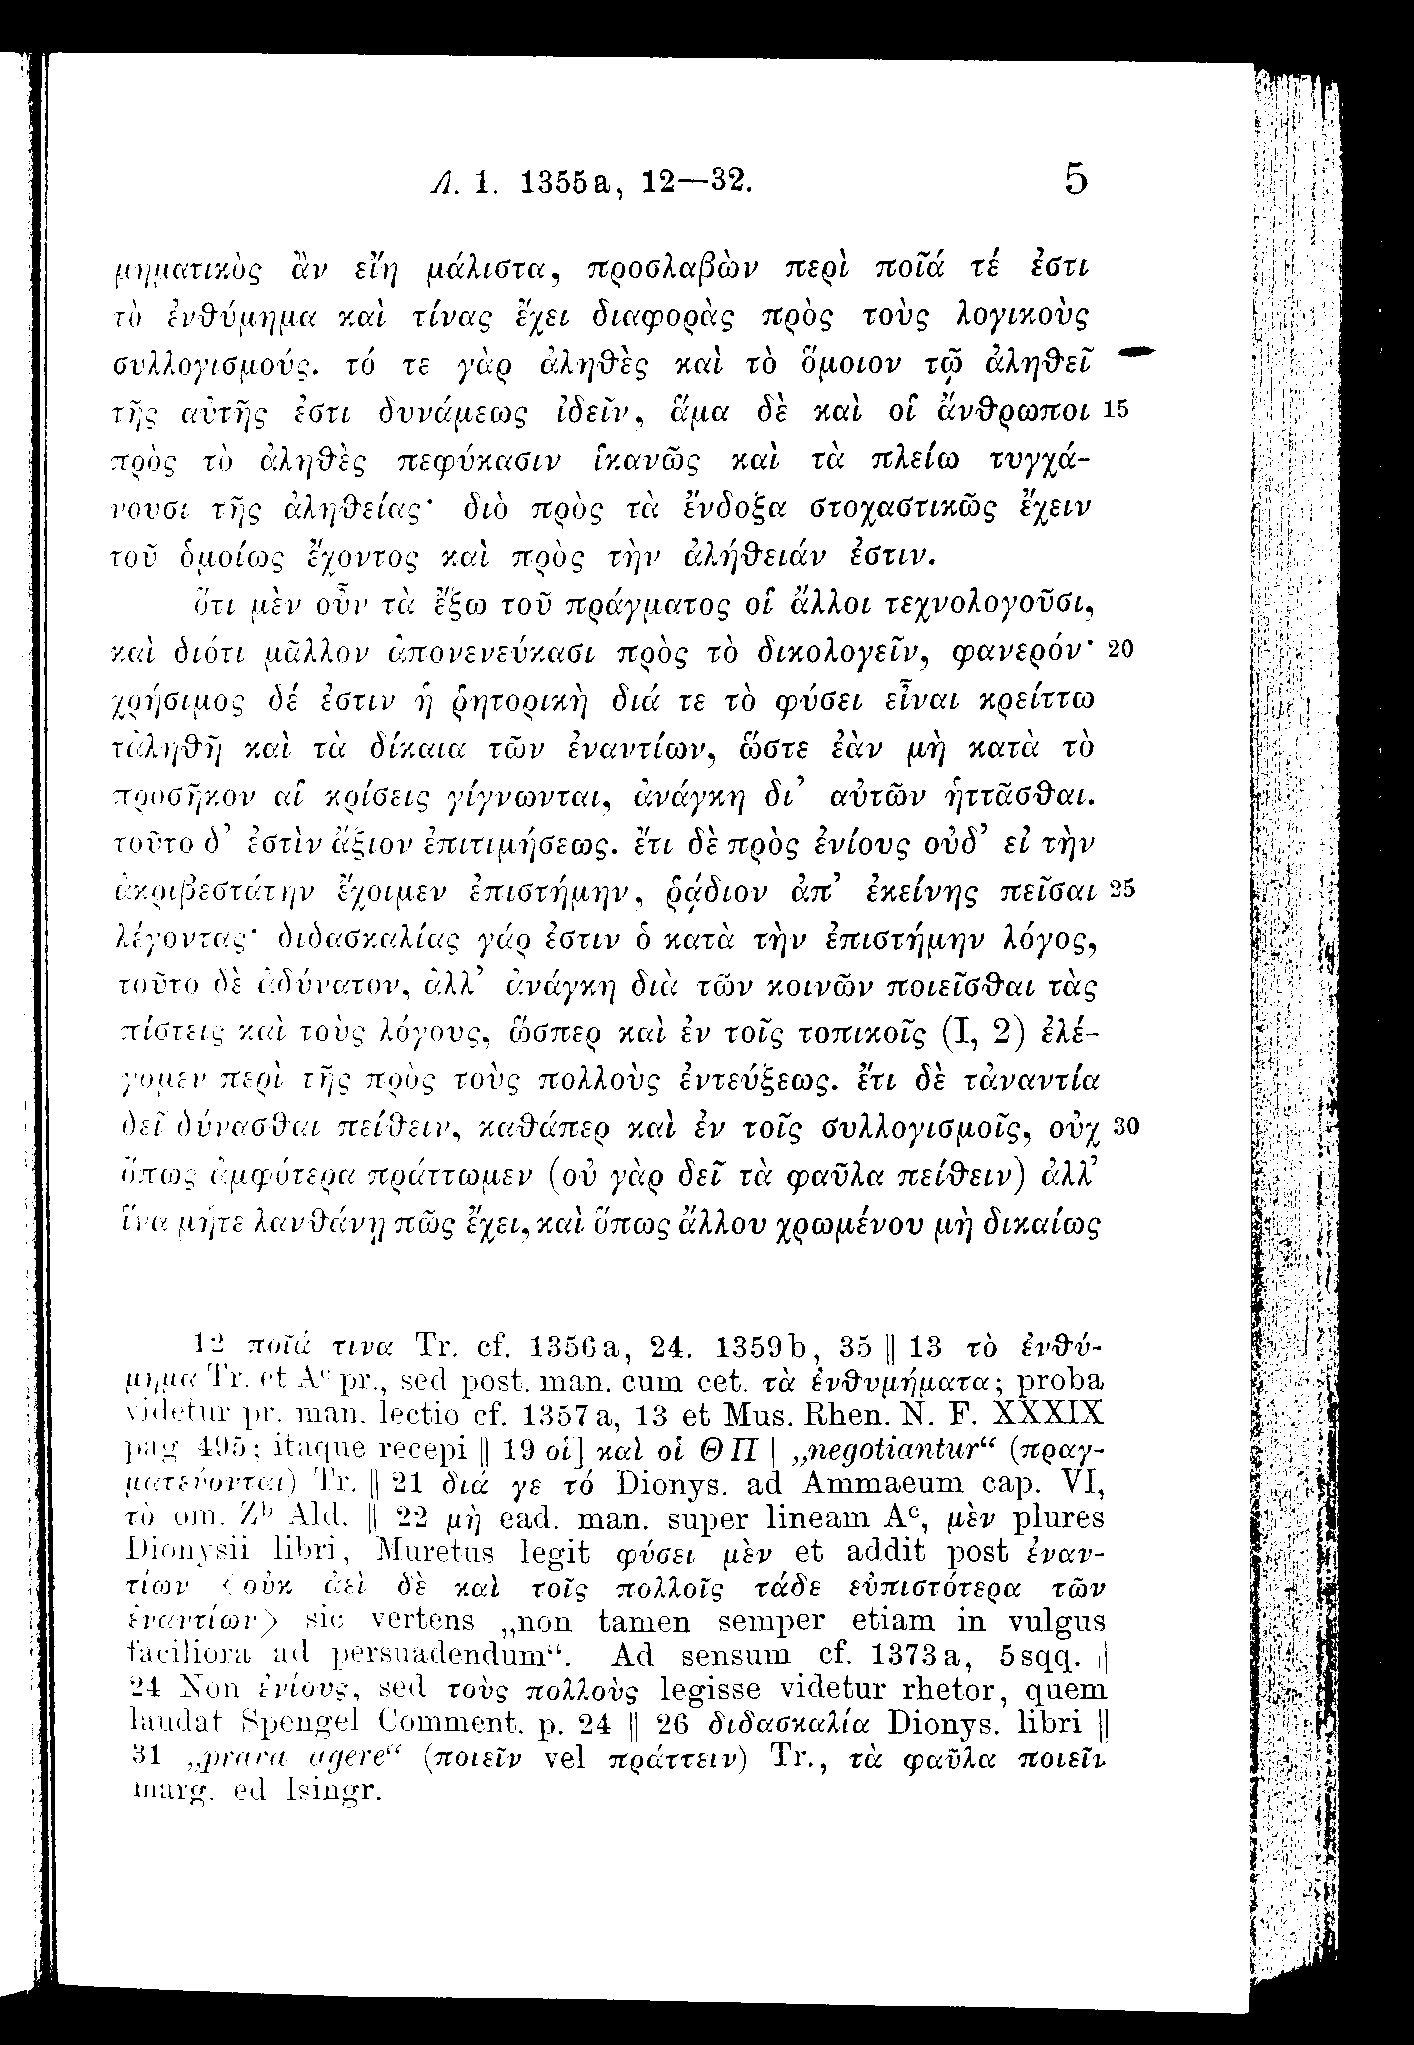 Α. 1. 1355a, 12—32. 5
μηματικὸς ἂν εἴη μάλιστα, προσλαβὼν περὶ ποῖά τέ ἐστι
τὸ ἐνθύμημα καὶ τίνας ἔχει διαφορὰς πρὸς τοὺς λογικοὺς
συλλογισμούς. τό τε γὰρ ἀληθὲς καὶ τὸ ὅμοιον τῷ ἀληθεῖ
τῆς αὐτῆς ἐστι δυνάμεως ἰδεῖν, ἅμα δὲ καὶ οἱ ἄνθρωποι 15
πρὸς τὸ ἀληθὲς πεφύκασιν ἱκανῶς καὶ τὰ πλείω τυγχά-
νουσι τῆς ἀληθείας· διὸ πρὸς τὰ ἔνδοξα στοχαστικῶς ἔχειν
τοῦ ὁμοίως ἔχοντος καὶ πρὸς τὴν ἀλήθειάν ἐστιν.
ὅτι μὲν οὖν τὰ ἔξω τοῦ πράγματος οἱ ἄλλοι τεχνολογοῦσι,
καὶ διότι μᾶλλον ἀπονενεύκασι πρὸς τὸ δικολογεῖν, φανερόν· 20
χρήσιμος δέ ἐστιν ἡ ῥητορικὴ διά τε τὸ φύσει εἶναι κρείττω
τἀληθῆ καὶ τὰ δίκαια τῶν ἐναντίων, ὥστε ἐὰν μὴ κατὰ τὸ
προσῆκον αἱ κρίσεις γίγνωνται, ἀνάγκη δι’ αὐτῶν ἡττᾶσθαι.
τοῦτο δ’ ἐστὶν ἄξιον ἐπιτιμήσεως. ἔτι δὲ πρὸς ἐνίους οὐδ’ εἰ τὴν
ἀκριβεστάτην ἔχοιμεν ἐπιστήμην, ῥᾴδιον ἀπ’ ἐκείνης πεῖσαι 25
λέγοντας· διδασκαλίας γάρ ἐστιν ὁ κατὰ τὴν ἐπιστήμην λόγος,
τοῦτο δὲ ἀδύνατον, ἀλλ’ ἀνάγκη διὰ τῶν κοινῶν ποιεῖσθαι τὰς
πίστεις καὶ τοὺς λόγους, ὥσπερ καὶ ἐν τοῖς τοπικοῖς (I, 2) ἐλέ-
γομεν περὶ τῆς πρὸς τοὺς πολλοὺς ἐντεύξεως. ἔτι δὲ τἀναντία
δεῖ δύνασθαι πείθειν, καθάπερ καὶ ἐν τοῖς συλλογισμοῖς, οὐχ 30
ὅπως ἀμφότερα πράττωμεν (οὐ γὰρ δεῖ τὰ φαῦλα πείθειν) ἀλλ’
ἵνα μήτε λανθάνῃ πῶς ἔχει, καὶ ὅπως ἄλλου χρωμένου μὴ δικαίως
12 ποῖά τινα Tr. cf. 1356a, 24. 1359b, 35 || 13 τὸ ἐνθύ-
μημα Tr. et Aᶜ pr., sed post. man. cum cet. τὰ ἐνθυμήματα; proba
videtur pr. man. lectio cf. 1357a, 13 et Mus. Rhen. N. F. XXXIX
pag 495; itaque recepi || 19 οἱ] καὶ οἱ ΘΠ | „negotiantur“ (πραγ-
ματεύονται) Tr. || 21 διά γε τό Dionys. ad Ammaeum cap. VI,
τὸ om. Zᵇ Ald. || 22 μὴ ead. man. super lineam Aᶜ, μὲν plures
Dionysii libri, Muretus legit φύσει μὲν et addit post ἐναν-
τίων <οὐκ ἀεὶ δὲ καὶ τοῖς πολλοῖς τάδε εὐπιστότερα τῶν
ἐναντίων> sic vertens „non tamen semper etiam in vulgus
faciliora ad persuadendum“. Ad sensum cf. 1373a, 5sqq. ||
24 Non ἐνίους, sed τοὺς πολλοὺς legisse videtur rhetor, quem
laudat Spengel Comment. p. 24 || 26 διδασκαλία Dionys. libri ||
31 „prava agere“ (ποιεῖν vel πράττειν) Tr., τὰ φαῦλα ποιεῖν
marg. ed Isingr.